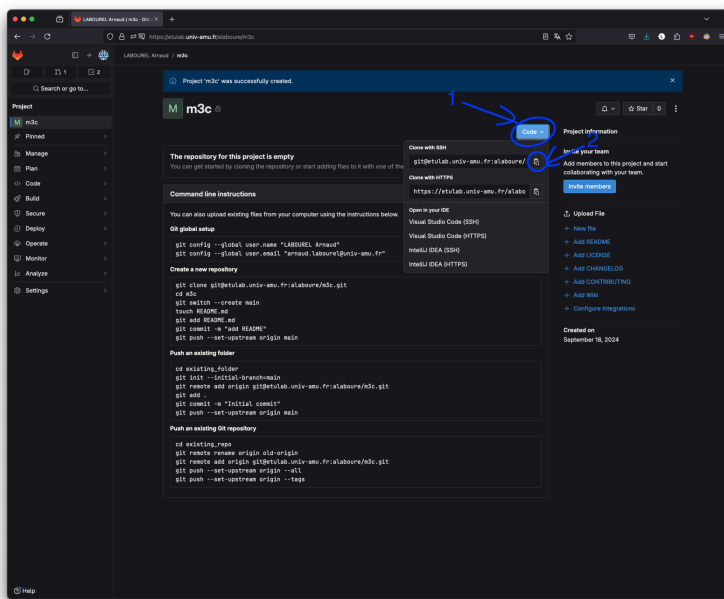 LABOUREL Arnaud / m3c · GitL
https://etulab.univ-amu.fr/alaboure/m3c
1
2
Search or go to...
Project
M m3c
Pinned
Manage
Plan
Code
Build
Secure
Deploy
Operate
Monitor
Analyze
Settings
Help
LABOUREL Arnaud / m3c
Project 'm3c' was successfully created.
M m3c
Star 0
1
Code
2
Clone with SSH
git@etulab.univ-amu.fr:alaboure/
Clone with HTTPS
https://etulab.univ-amu.fr/alabo
Open in your IDE
Visual Studio Code (SSH)
Visual Studio Code (HTTPS)
IntelliJ IDEA (SSH)
IntelliJ IDEA (HTTPS)
The repository for this project is empty
You can get started by cloning the repository or start adding files to it with one of the
Command line instructions
You can also upload existing files from your computer using the instructions below.
Git global setup
git config --global user.name "LABOUREL Arnaud"
git config --global user.email "arnaud.labourel@univ-amu.fr"
Create a new repository
git clone git@etulab.univ-amu.fr:alaboure/m3c.git
cd m3c
git switch --create main
touch README.md
git add README.md
git commit -m "add README"
git push --set-upstream origin main
Push an existing folder
cd existing_folder
git init --initial-branch=main
git remote add origin git@etulab.univ-amu.fr:alaboure/m3c.git
git add .
git commit -m "Initial commit"
git push --set-upstream origin main
Push an existing Git repository
cd existing_repo
git remote rename origin old-origin
git remote add origin git@etulab.univ-amu.fr:alaboure/m3c.git
git push --set-upstream origin --all
git push --set-upstream origin --tags
Project information
Invite your team
Add members to this project and start
collaborating with your team.
Invite members
Upload File
New file
Add README
Add LICENSE
Add CHANGELOG
Add CONTRIBUTING
Add Wiki
Configure Integrations
Created on
September 18, 2024